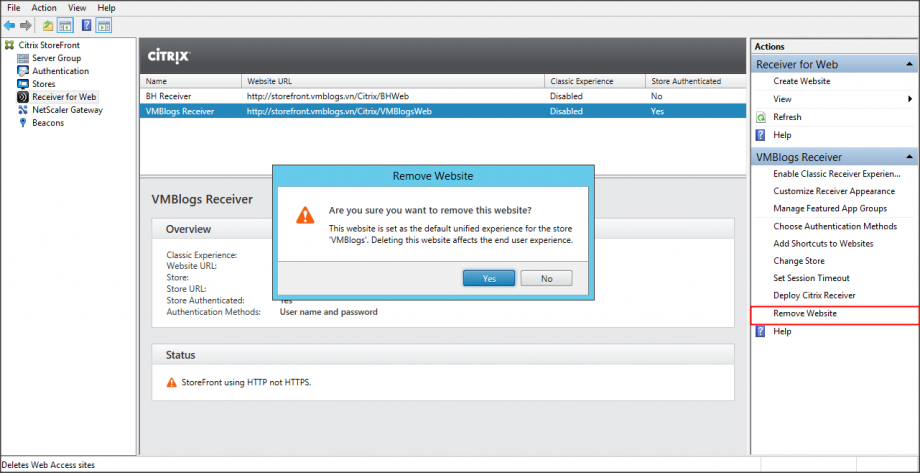 File Action View Help
Citrix StoreFront
Server Group
Authentication
Stores
Receiver for Web
NetScaler Gateway
Beacons
CİTRIX
Name Website URL Classic Experience Store Authenticated
BH Receiver http://storefront.vmblogs.vn/Citrix/BHWeb Disabled No
VMBlogs Receiver http://storefront.vmblogs.vn/Citrix/VMBlogsWeb Disabled Yes
VMBlogs Receiver
Overview
Classic Experience:
Website URL:
Store:
Store URL:
Store Authenticated: Yes
Authentication Methods: User name and password
Status
StoreFront using HTTP not HTTPS.
Remove Website
Are you sure you want to remove this website?
This website is set as the default unified experience for the store
'VMBlogs'. Deleting this website affects the end user experience.
Yes No
Actions
Receiver for Web
Create Website
View
Refresh
Help
VMBlogs Receiver
Enable Classic Receiver Experien...
Customize Receiver Appearance
Manage Featured App Groups
Choose Authentication Methods
Add Shortcuts to Websites
Change Store
Set Session Timeout
Deploy Citrix Receiver
Remove Website
Help
Deletes Web Access sites